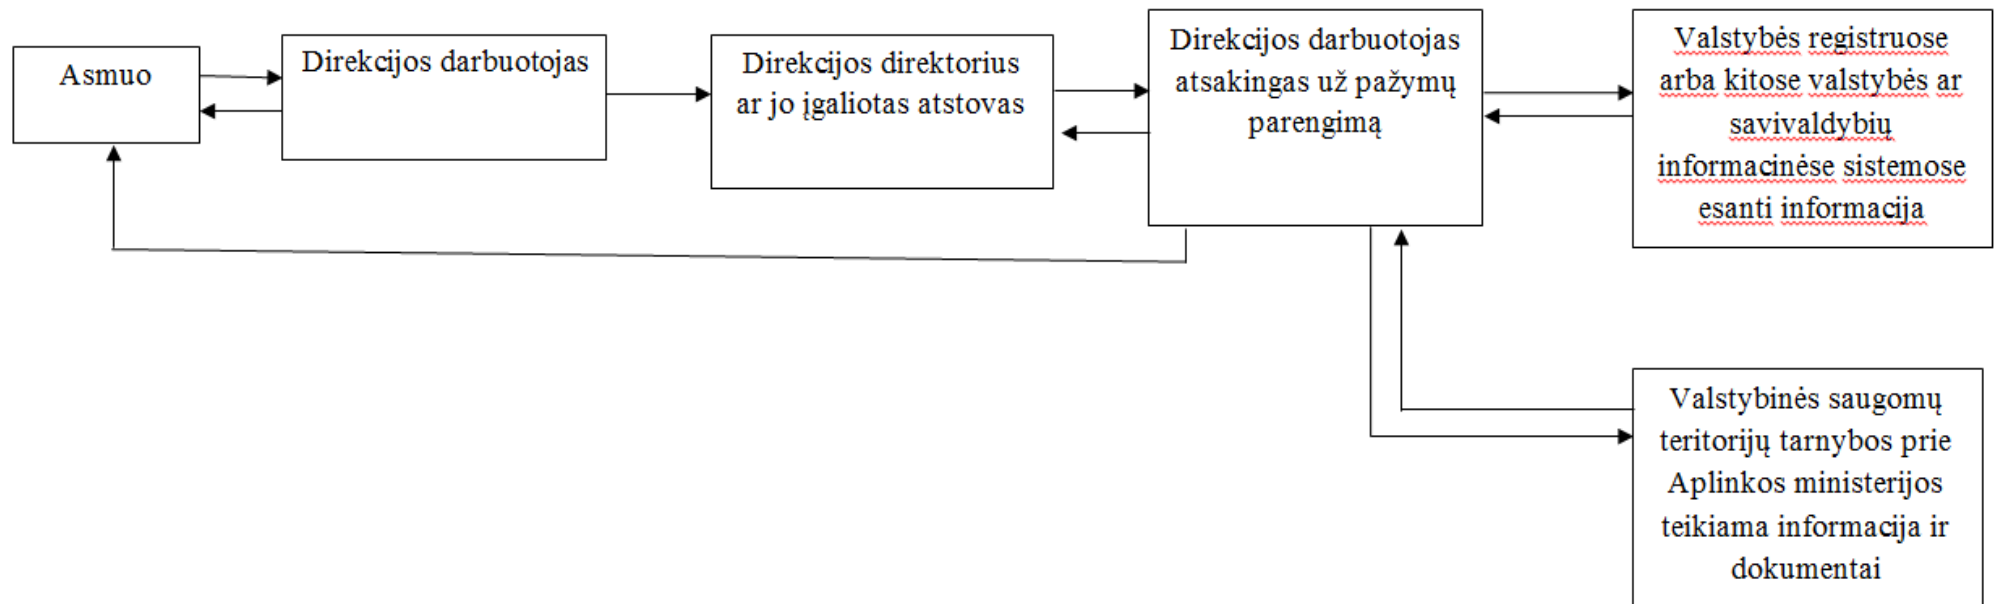 Asmuo
Direkcijos darbuotojas
Direkcijos direktorius
ar jo įgaliotas atstovas
Direkcijos darbuotojas
atsakingas už pažymų
parengimą
Valstybės registruose
arba kitose valstybės ar
savivaldybių
informacinėse sistemose
esanti informacija
Valstybinės saugomų
teritorijų tarnybos prie
Aplinkos ministerijos
teikiama informacija ir
dokumentai